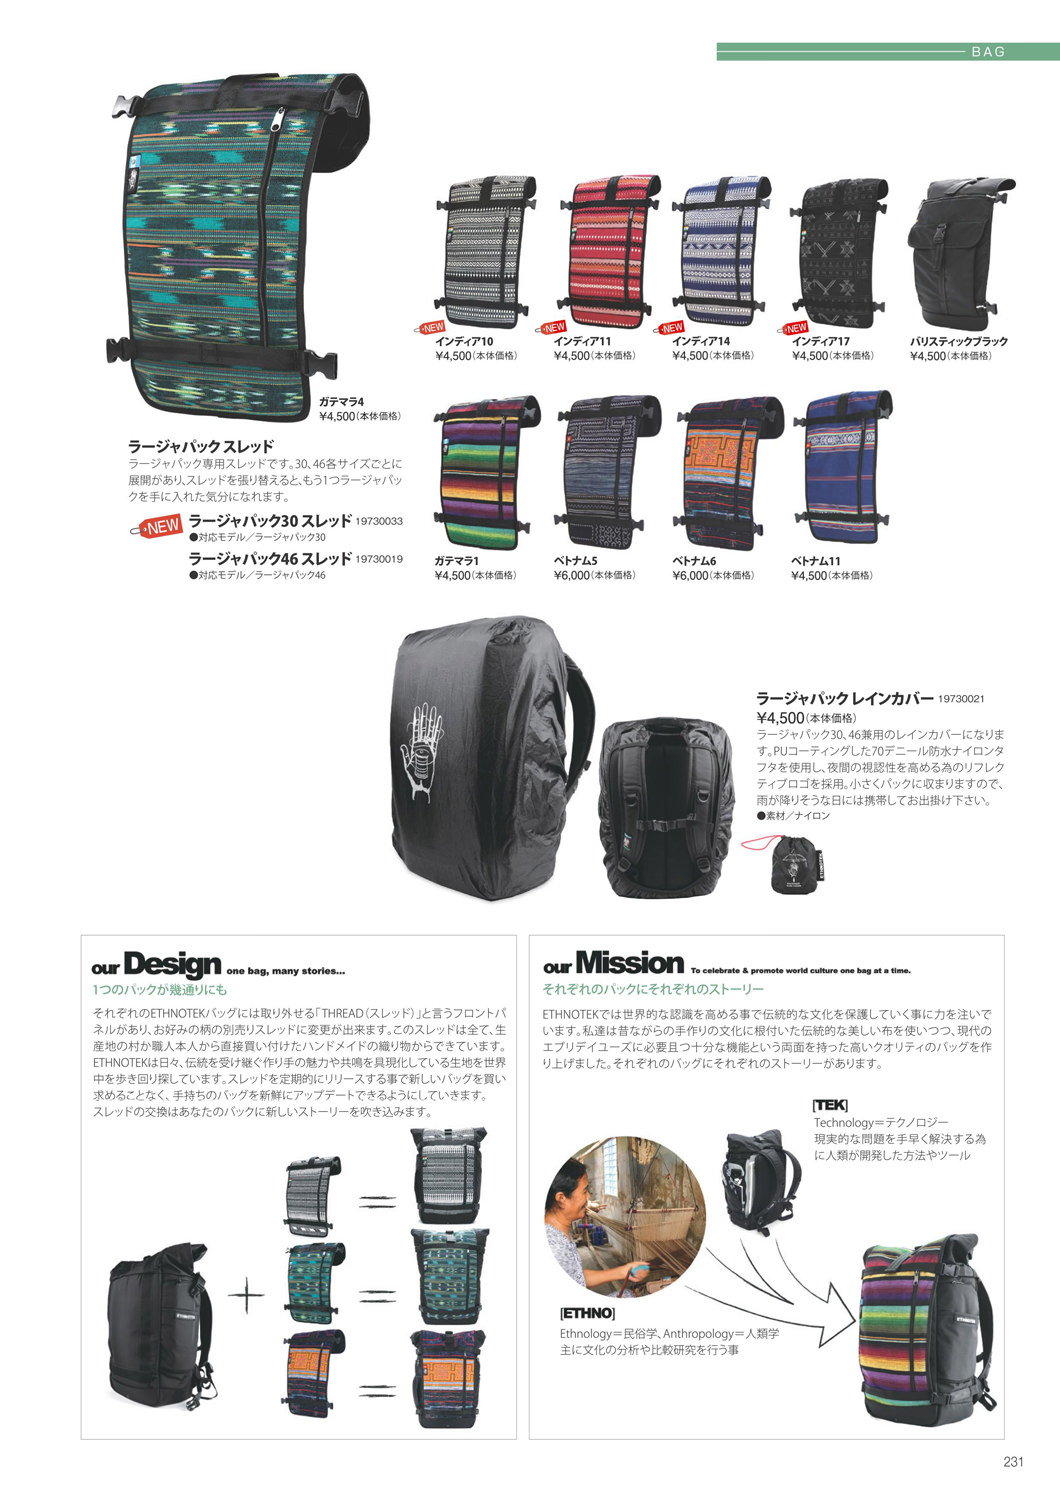 BAG
NEW
インディア10
¥4,500(本体価格)
NEW
インディア11
¥4,500(本体価格)
NEW
インディア14
¥4,500(本体価格)
NEW
インディア17
¥4,500(本体価格)
バリスティックブラック
¥4,500(本体価格)
ガテマラ4
¥4,500(本体価格)
ラージャパック スレッド
ラージャパック専用スレッドです。30、46各サイズごとに
展開があり、スレッドを張り替えると、もう1つラージャパッ
クを手に入れた気分になれます。
NEW ラージャパック30 スレッド 19730033
●対応モデル／ラージャパック30
ラージャパック46 スレッド 19730019
●対応モデル／ラージャパック46
ガテマラ1
¥4,500(本体価格)
ベトナム5
¥6,000(本体価格)
ベトナム6
¥6,000(本体価格)
ベトナム11
¥4,500(本体価格)
ラージャパック レインカバー 19730021
¥4,500(本体価格)
ラージャパック30、46兼用のレインカバーになりま
す。PUコーティングした70デニール防水ナイロンタ
フタを使用し、夜間の視認性を高める為のリフレク
ティブロゴを採用。小さくパックに収まりますので、
雨が降りそうな日には携帯してお出掛け下さい。
●素材／ナイロン
ETHNOTEK
our Design one bag, many stories...
1つのパックが幾通りにも
それぞれのETHNOTEKバッグには取り外せる「THREAD（スレッド）」と言うフロントパ
ネルがあり、お好みの柄の別売りスレッドに変更が出来ます。このスレッドは全て、生
産地の村か職人本人から直接買い付けたハンドメイドの織り物からできています。
ETHNOTEKは日々、伝統を受け継ぐ作り手の魅力や共鳴を具現化している生地を世界
中を歩き回り探しています。スレッドを定期的にリリースする事で新しいバッグを買い
求めることなく、手持ちのバッグを新鮮にアップデートできるようにしていきます。
スレッドの交換はあなたのバックに新しいストーリーを吹き込みます。
ETHNOTEK
our Mission To celebrate & promote world culture one bag at a time.
それぞれのパックにそれぞれのストーリー
ETHNOTEKでは世界的な認識を高める事で伝統的な文化を保護していく事に力を注いで
います。私達は昔ながらの手作りの文化に根付いた伝統的な美しい布を使いつつ、現代の
エブリデイユーズに必要且つ十分な機能という両面を持った高いクオリティのバッグを作
り上げました。それぞれのバッグにそれぞれのストーリーがあります。
[TEK]
Technology＝テクノロジー
現実的な問題を手早く解決する為
に人類が開発した方法やツール
[ETHNO]
Ethnology＝民俗学、Anthropology＝人類学
主に文化の分析や比較研究を行う事
231